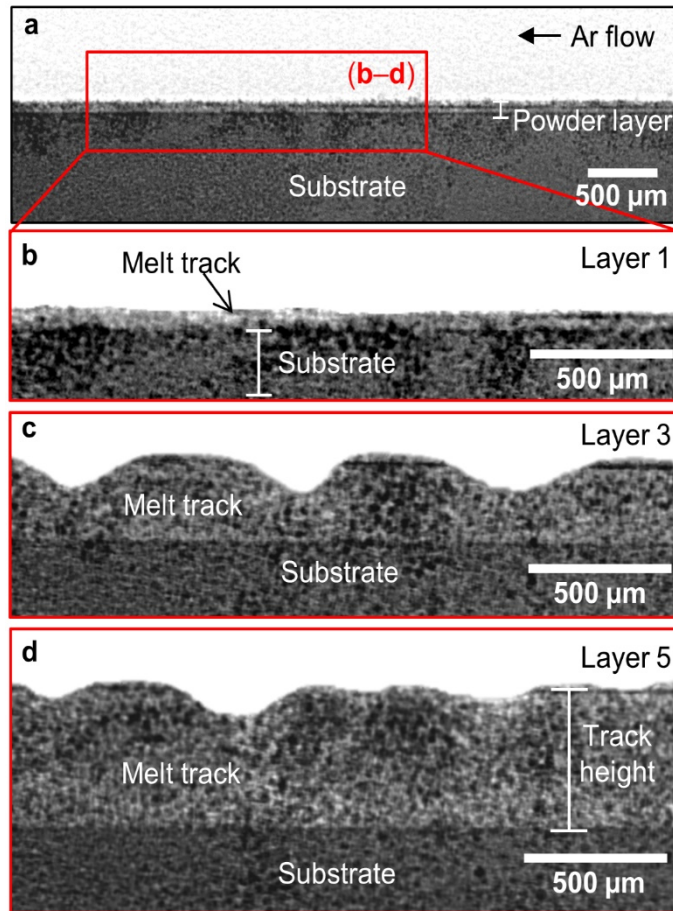 a
Ar flow
(b–d)
Powder layer
Substrate
500 µm
b
Melt track
Layer 1
Substrate
500 µm
c
Layer 3
Melt track
Substrate
500 µm
d
Layer 5
Melt track
Track
height
Substrate
500 µm